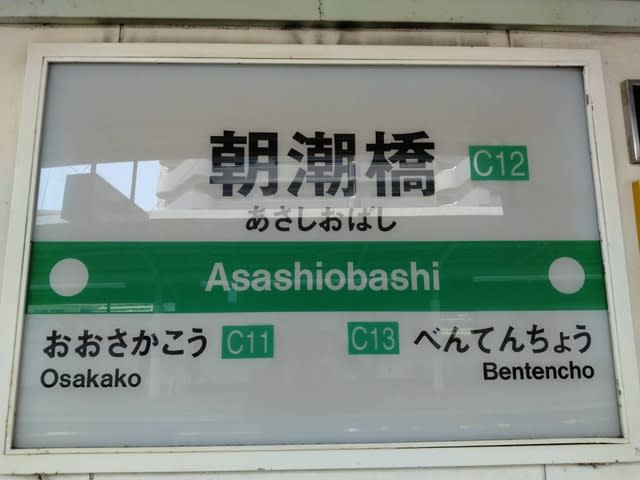 朝潮橋 C12
あさしおばし
Asashiobashi
おおさかこう C11 C13 べんてんちょう
Osakako Bentencho